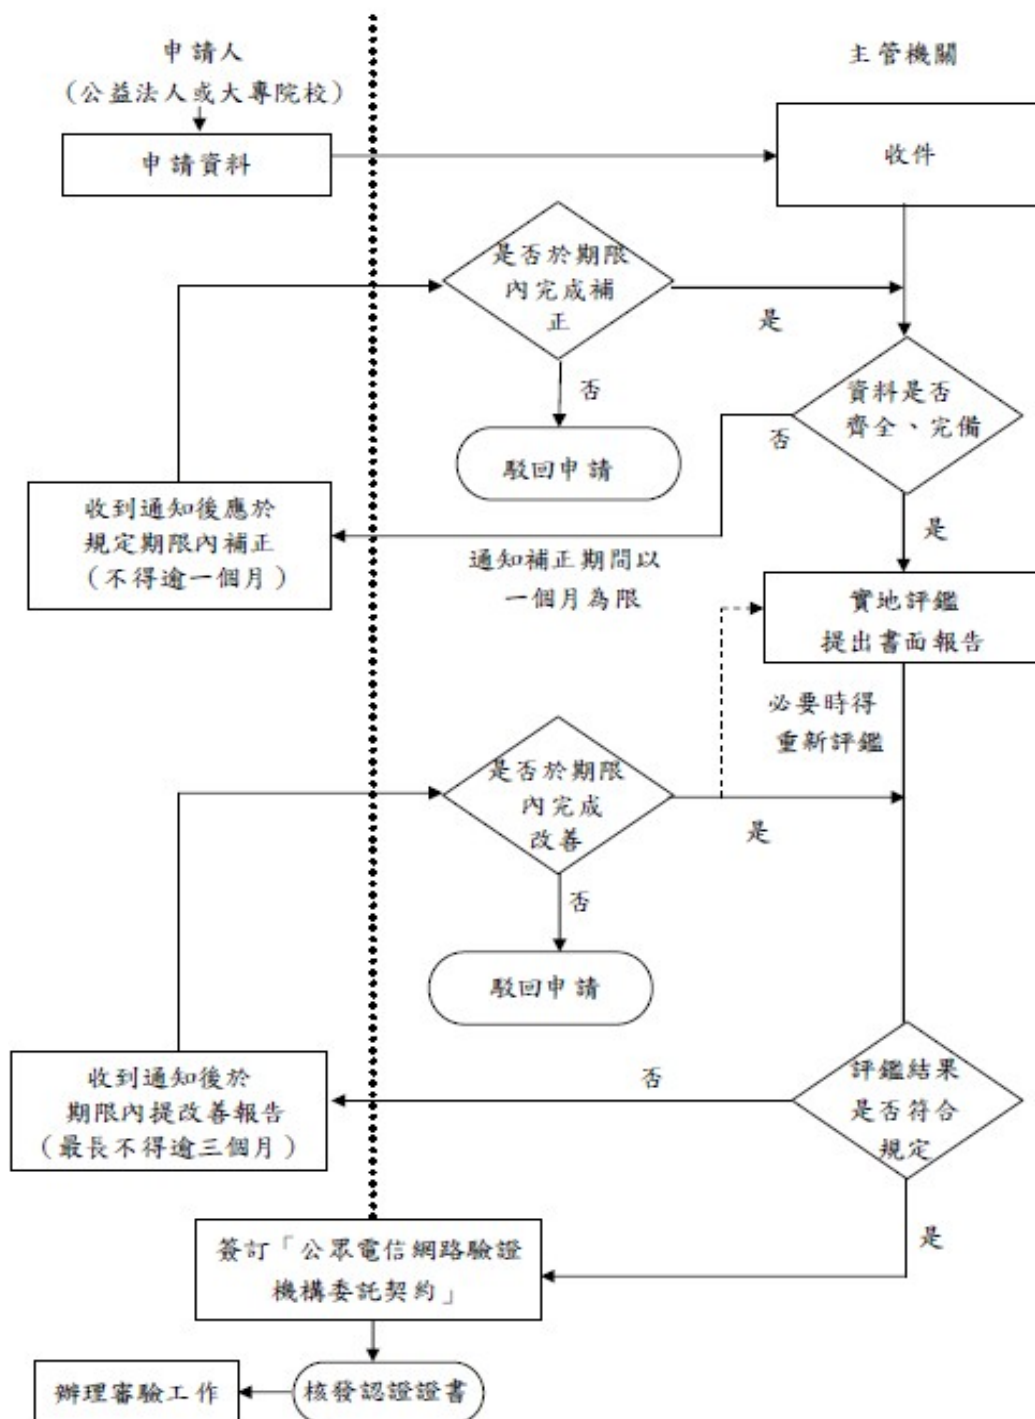 申請人
（公益法人或大專院校）
主管機關
申請資料
收件
是否於期限
內完成補
正
是
否
資料是否
齊全、完備
否
駁回申請
收到通知後應於
規定期限內補正
（不得逾一個月）
通知補正期間以
一個月為限
是
實地評鑑
提出書面報告
必要時得
重新評鑑
是否於期限
內完成
改善
是
否
駁回申請
收到通知後於
期限內提改善報告
（最長不得逾三個月）
否
評鑑結果
是否符合
規定
是
簽訂「公眾電信網路驗證
機構委託契約」
辦理審驗工作
核發認證證書